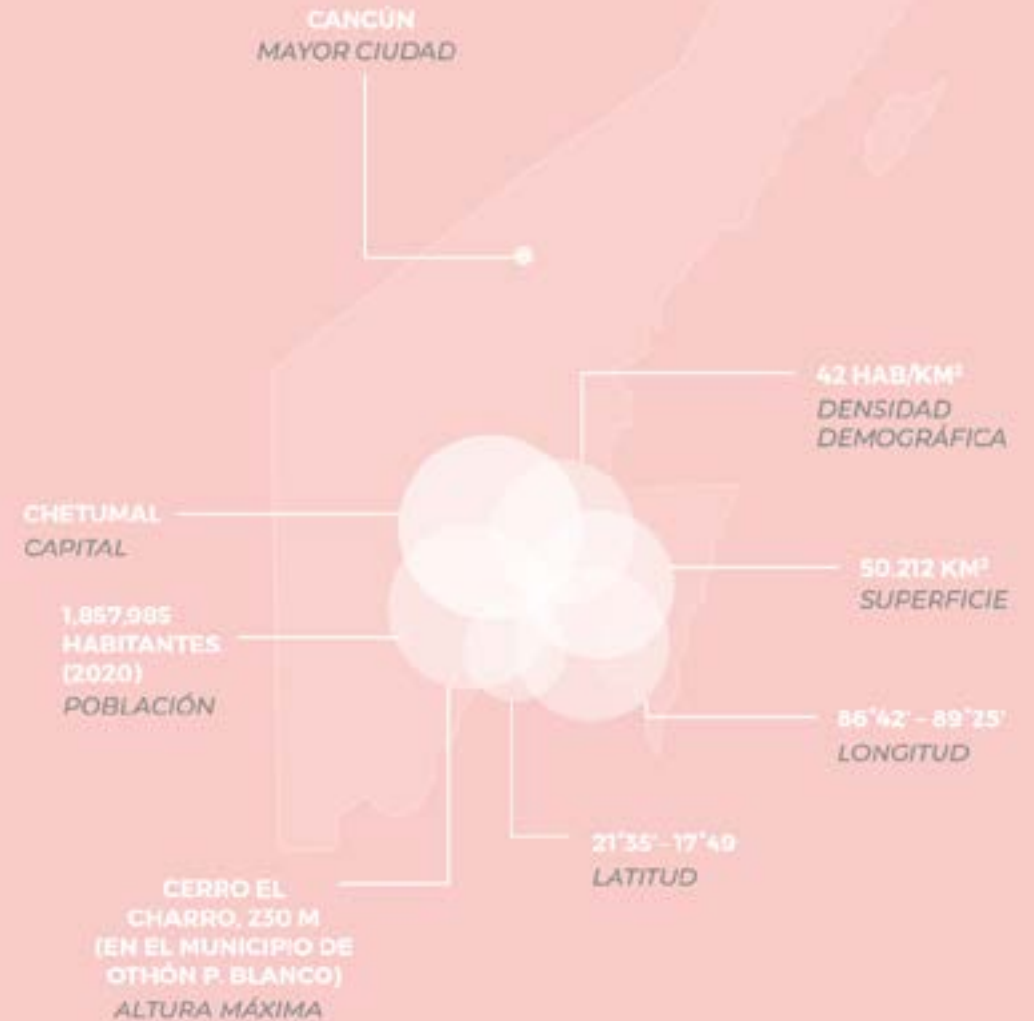 CANCÚN
MAYOR CIUDAD
42 HAB/KM²
DENSIDAD
DEMOGRÁFICA
CHETUMAL
CAPITAL
50.212 KM²
SUPERFICIE
1,857,985
HABITANTES
(2020)
POBLACIÓN
86°42' – 89°25'
LONGITUD
21°35' – 17°49'
LATITUD
CERRO EL
CHARRO, 230 M
(EN EL MUNICIPIO DE
OTHÓN P. BLANCO)
ALTURA MÁXIMA